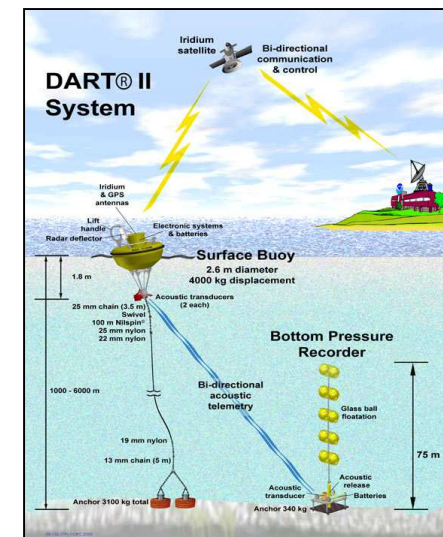 Iridium
satellite
Bi-directional
communication
& control
DART® II
System
Iridium
& GPS
antennas
Lift
handle
Radar deflector
Electronic systems
& batteries
Surface Buoy
2.6 m diameter
4000 kg displacement
1.8 m
Acoustic transducers
(2 each)
25 mm chain (3.5 m)
Swivel
100 m Nilspin®
25 mm nylon
22 mm nylon
Bottom Pressure
Recorder
1000 - 6000 m
Bi-directional
acoustic
telemetry
Glass ball
floatation
75 m
19 mm nylon
13 mm chain (5 m)
Acoustic
release
Acoustic
transducer
Batteries
Anchor 3100 kg total
Anchor 340 kg